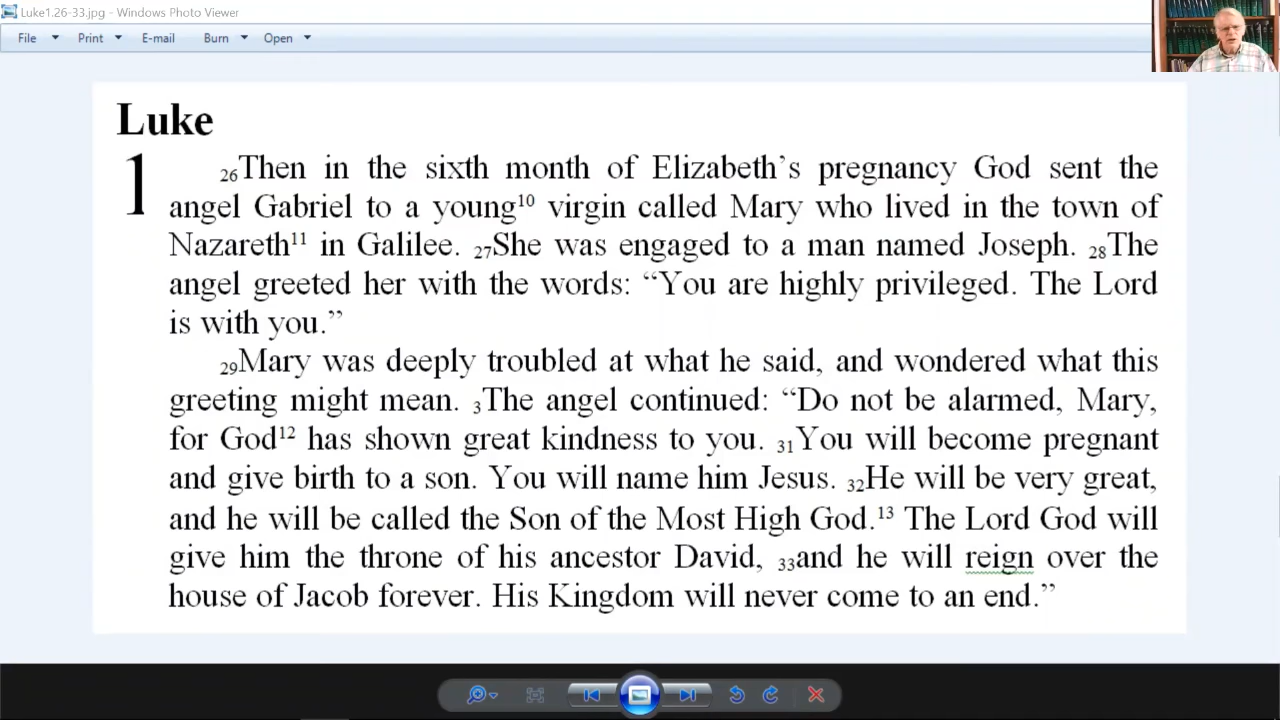 Luke1.26-33.jpg - Windows Photo Viewer
File Print E-mail Burn Open
Luke
1 26Then in the sixth month of Elizabeth’s pregnancy God sent the
angel Gabriel to a young10 virgin called Mary who lived in the town of
Nazareth11 in Galilee. 27She was engaged to a man named Joseph. 28The
angel greeted her with the words: “You are highly privileged. The Lord
is with you.”
29Mary was deeply troubled at what he said, and wondered what this
greeting might mean. 3The angel continued: “Do not be alarmed, Mary,
for God12 has shown great kindness to you. 31You will become pregnant
and give birth to a son. You will name him Jesus. 32He will be very great,
and he will be called the Son of the Most High God.13 The Lord God will
give him the throne of his ancestor David, 33and he will reign over the
house of Jacob forever. His Kingdom will never come to an end.”